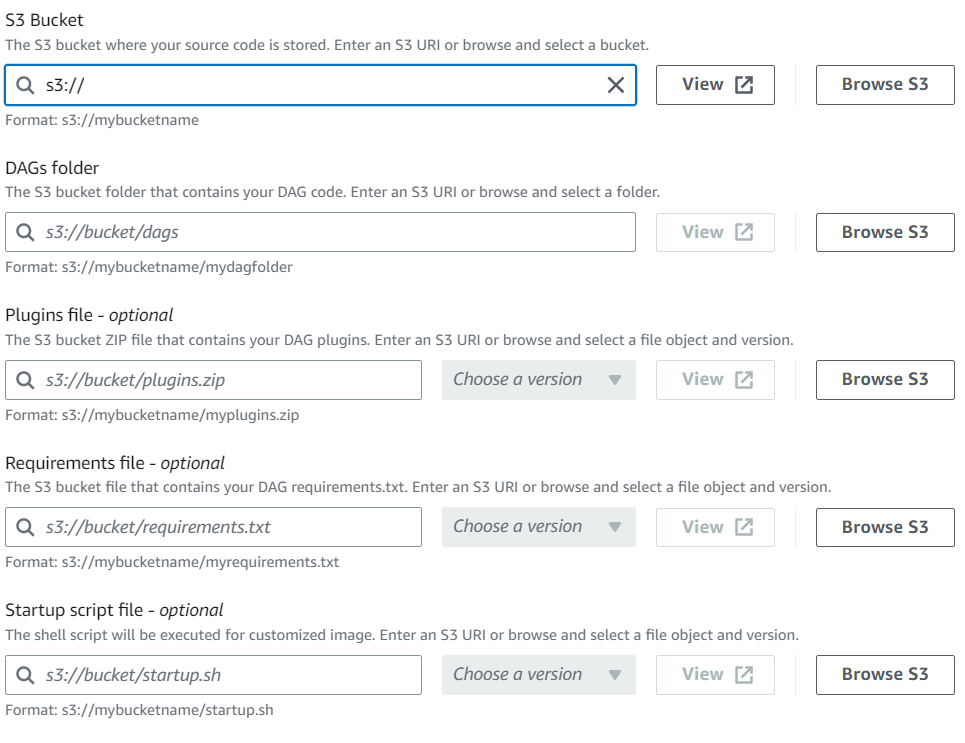 S3 Bucket
The S3 bucket where your source code is stored. Enter an S3 URI or browse and select a bucket.
s3:// View Browse S3
Format: s3://mybucketname
DAGs folder
The S3 bucket folder that contains your DAG code. Enter an S3 URI or browse and select a folder.
s3://bucket/dags View Browse S3
Format: s3://mybucketname/mydagfolder
Plugins file - optional
The S3 bucket ZIP file that contains your DAG plugins. Enter an S3 URI or browse and select a file object and version.
s3://bucket/plugins.zip Choose a version View Browse S3
Format: s3://mybucketname/myplugins.zip
Requirements file - optional
The S3 bucket file that contains your DAG requirements.txt. Enter an S3 URI or browse and select a file object and version.
s3://bucket/requirements.txt Choose a version View Browse S3
Format: s3://mybucketname/myrequirements.txt
Startup script file - optional
The shell script will be executed for customized image. Enter an S3 URI or browse and select a file object and version.
s3://bucket/startup.sh Choose a version View Browse S3
Format: s3://mybucketname/startup.sh